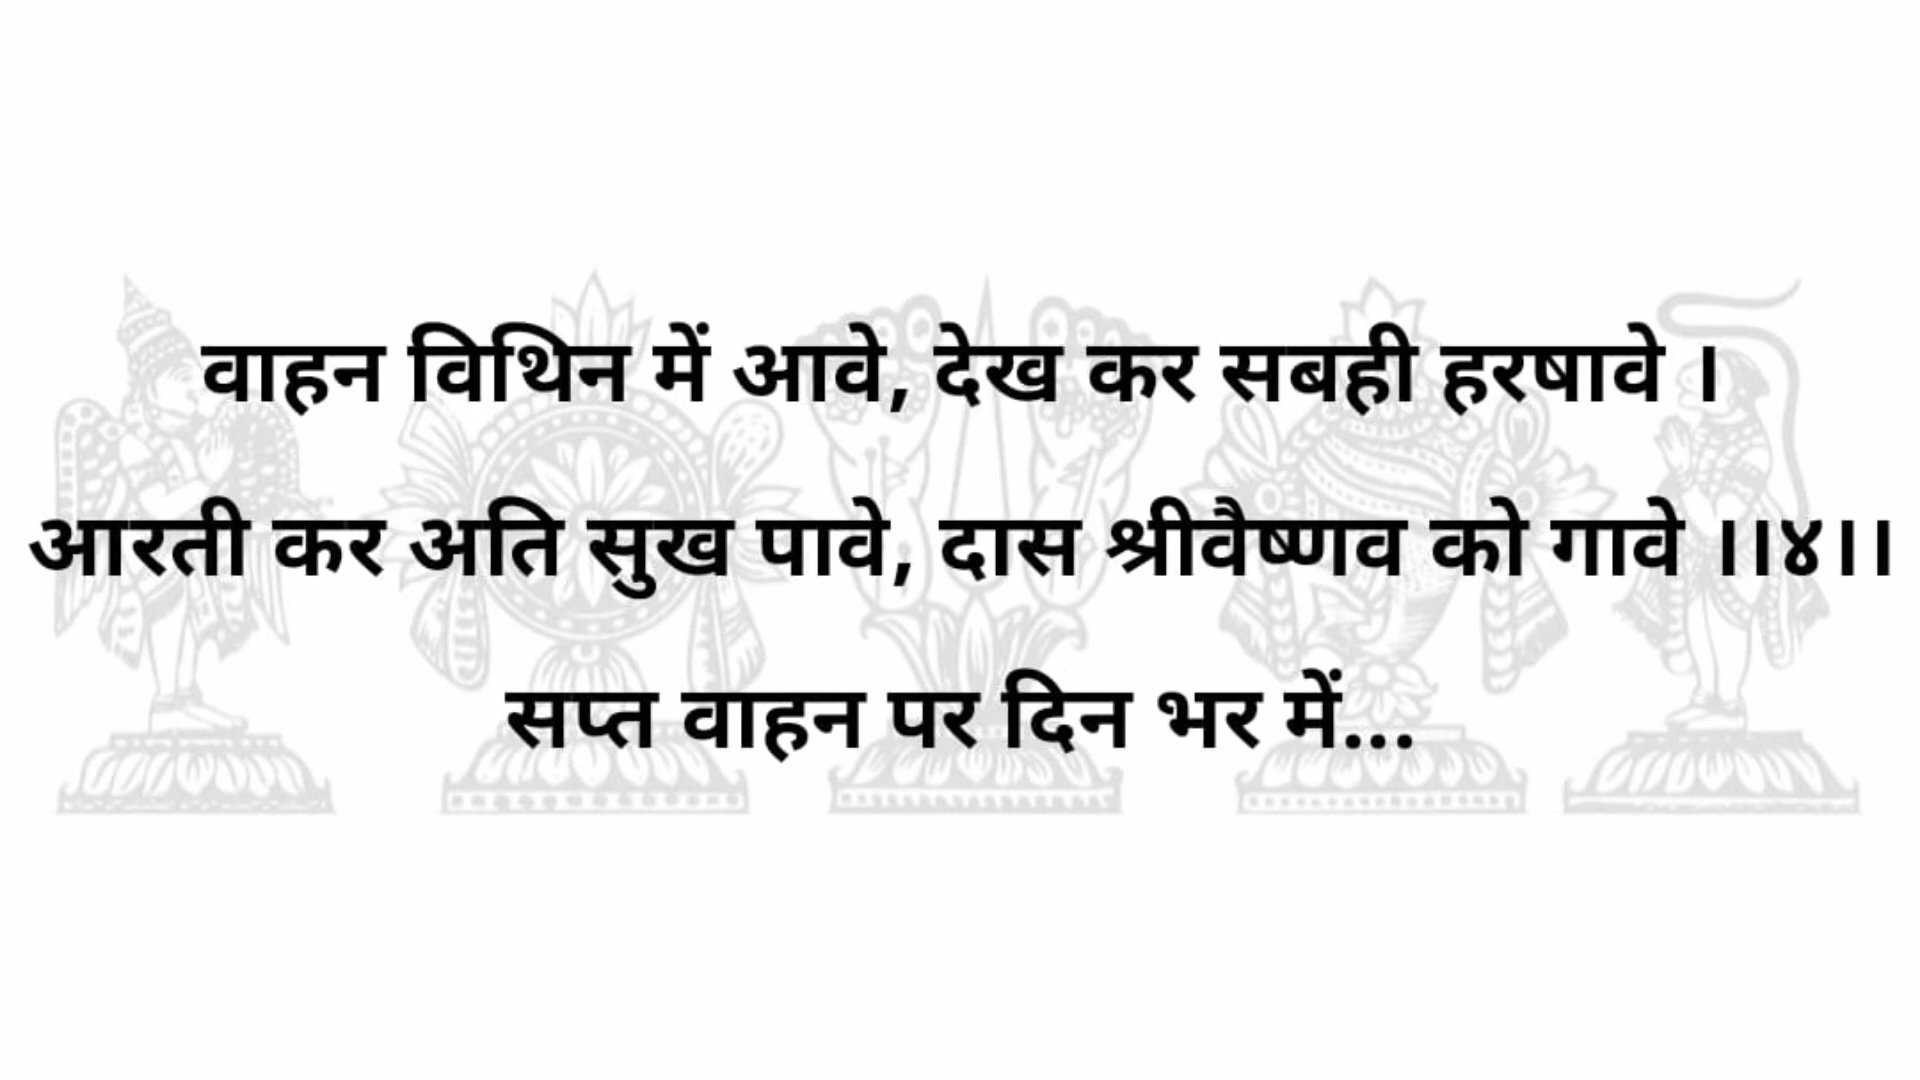 वाहन विथिन में आवे, देख कर सबही हरषावे ।
आरती कर अति सुख पावे, दास श्रीवैष्णव को गावे ।।४।।
सप्त वाहन पर दिन भर में...